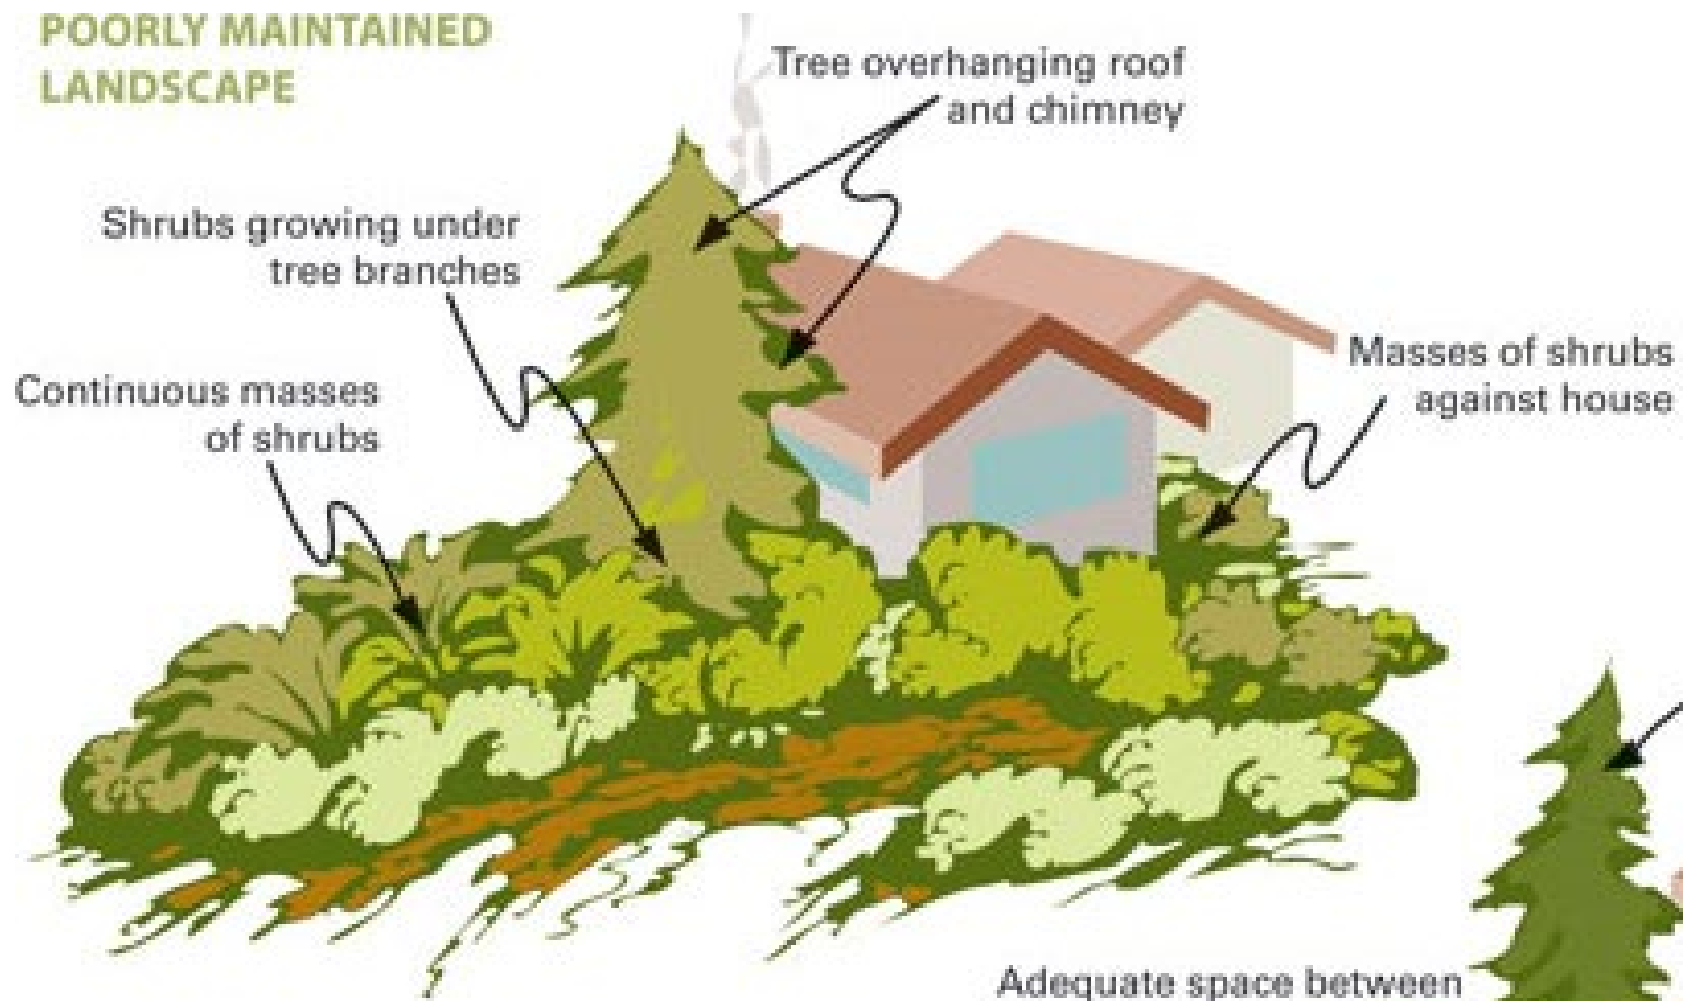 POORLY MAINTAINED
LANDSCAPE
Tree overhanging roof
and chimney
Shrubs growing under
tree branches
Continuous masses
of shrubs
Masses of shrubs
against house
Adequate space between